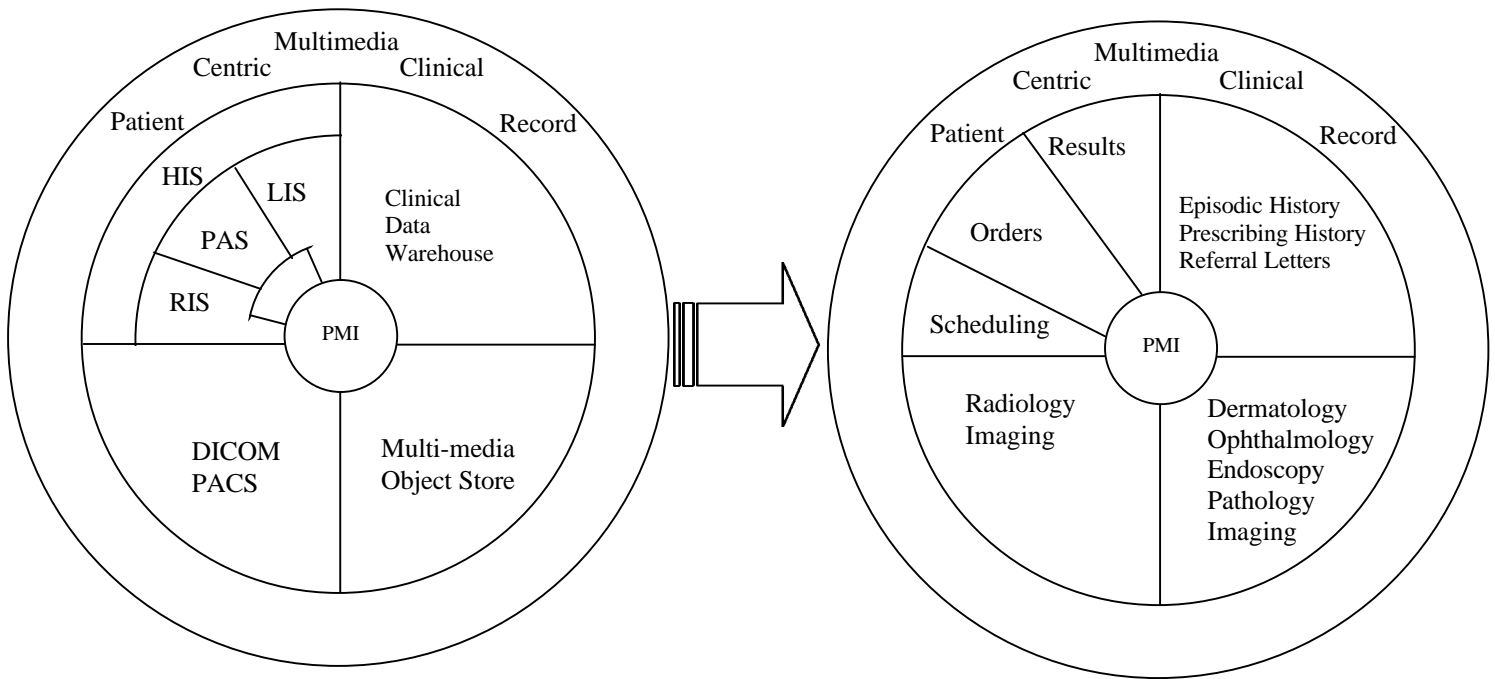 Patient Centric Multimedia Clinical Record
HIS
LIS
PAS
RIS
Clinical
Data
Warehouse
PMI
DICOM
PACS
Multi-media
Object Store
Patient Centric Multimedia Clinical Record
Results
Orders
Scheduling
Episodic History
Prescribing History
Referral Letters
PMI
Radiology
Imaging
Dermatology
Ophthalmology
Endoscopy
Pathology
Imaging